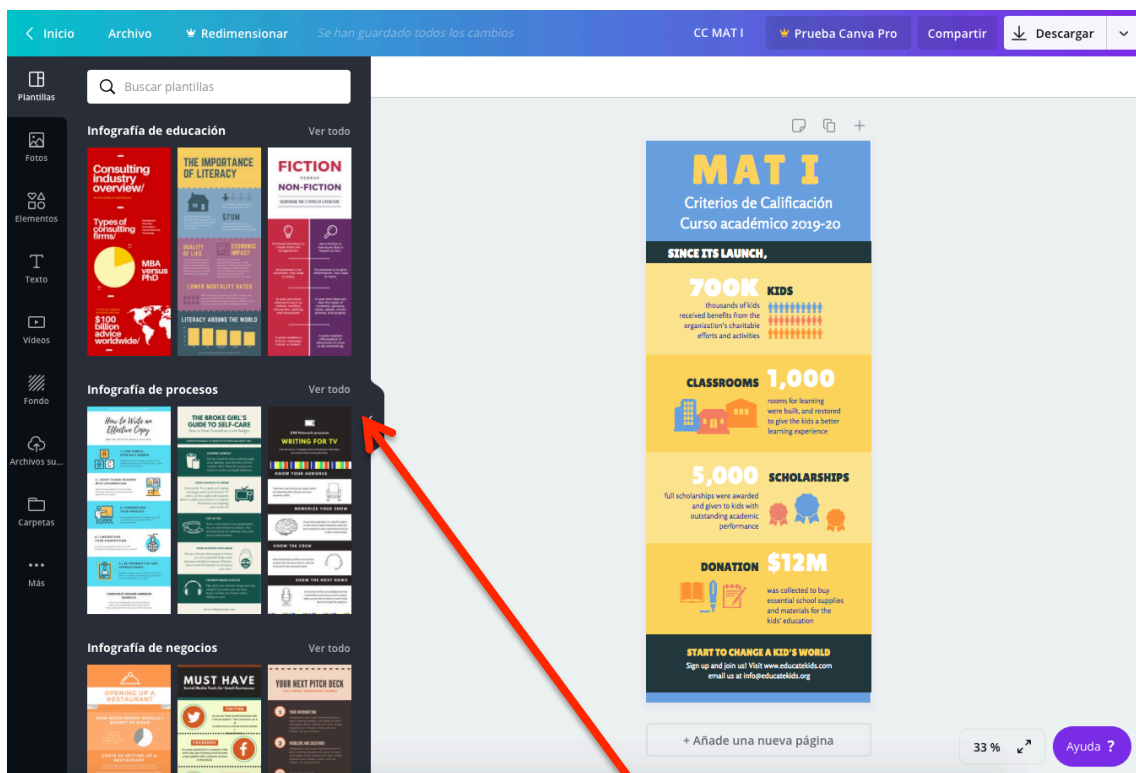 Inicio
Archivo
Redimensionar
Se han guardado todos los cambios
CC MAT I
Prueba Canva Pro
Compartir
Descargar
Plantillas
Fotos
Elementos
Texto
Vídeos
Fondo
Archivos su...
Carpetas
Más
Buscar plantillas
Infografía de educación
Ver todo
Consulting
industry
overview/
Types of
consulting
firms/
MBA
versus
PhD
$100
billion
advice
worldwide/
THE IMPORTANCE
OF LITERACY
$70M
QUALITY
OF LIFE
ECONOMIC
IMPACT
LOWER MORTALITY RATES
LITERACY AROUND THE WORLD
FICTION
VERSUS
NON-FICTION
COMPARING THE 2 TYPES OF LITERATURE
Infografía de procesos
Ver todo
How to Write an
Effective Copy
THE BROKE GIRL'S
GUIDE TO SELF-CARE
WRITING FOR TV
KNOW YOUR AUDIENCE
MEMORIZE YOUR SHOW
KNOW THE CREW
SHOW THE HOST NEWS
Infografía de negocios
Ver todo
OPENING UP A
RESTAURANT
MUST HAVE
Social Media Tools for Small Businesses
TWITTER
FACEBOOK
YOUR NEXT PITCH DECK
MAT I
Criterios de Calificación
Curso académico 2019-20
SINCE ITS LAUNCH,
700K KIDS
thousands of kids
received benefits from the
organization's charitable
efforts and activities
CLASSROOMS 1,000
rooms for learning
were built, and restored
to give the kids a better
learning experience
5,000 SCHOLARSHIPS
full scholarships were awarded
and given to kids with
outstanding academic
performance
DONATION $12M
was collected to buy
essential school supplies
and materials for the
kids' education
START TO CHANGE A KID'S WORLD
Sign up and join us! Visit www.educatekids.com
email us at info@educatekids.org
+ Añade una nueva página
33 %
Ayuda ?